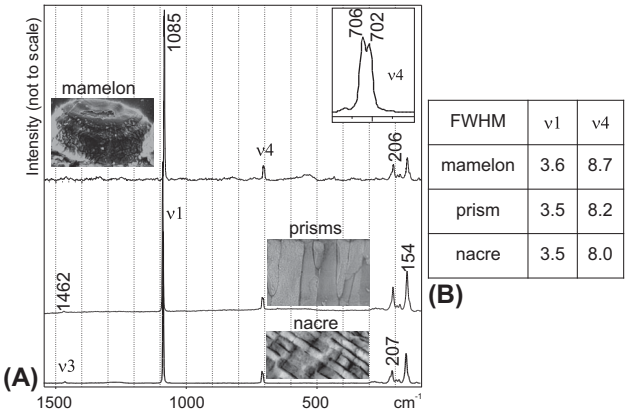 Intensity (not to scale)
1085
mamelon
706
702
ν4
ν4
206
ν1
prisms
1462
154
nacre
207
ν3
(A)
1500
1000
500
cm⁻¹
FWHM ν1 ν4
mamelon 3.6 8.7
prism 3.5 8.2
nacre 3.5 8.0
(B)